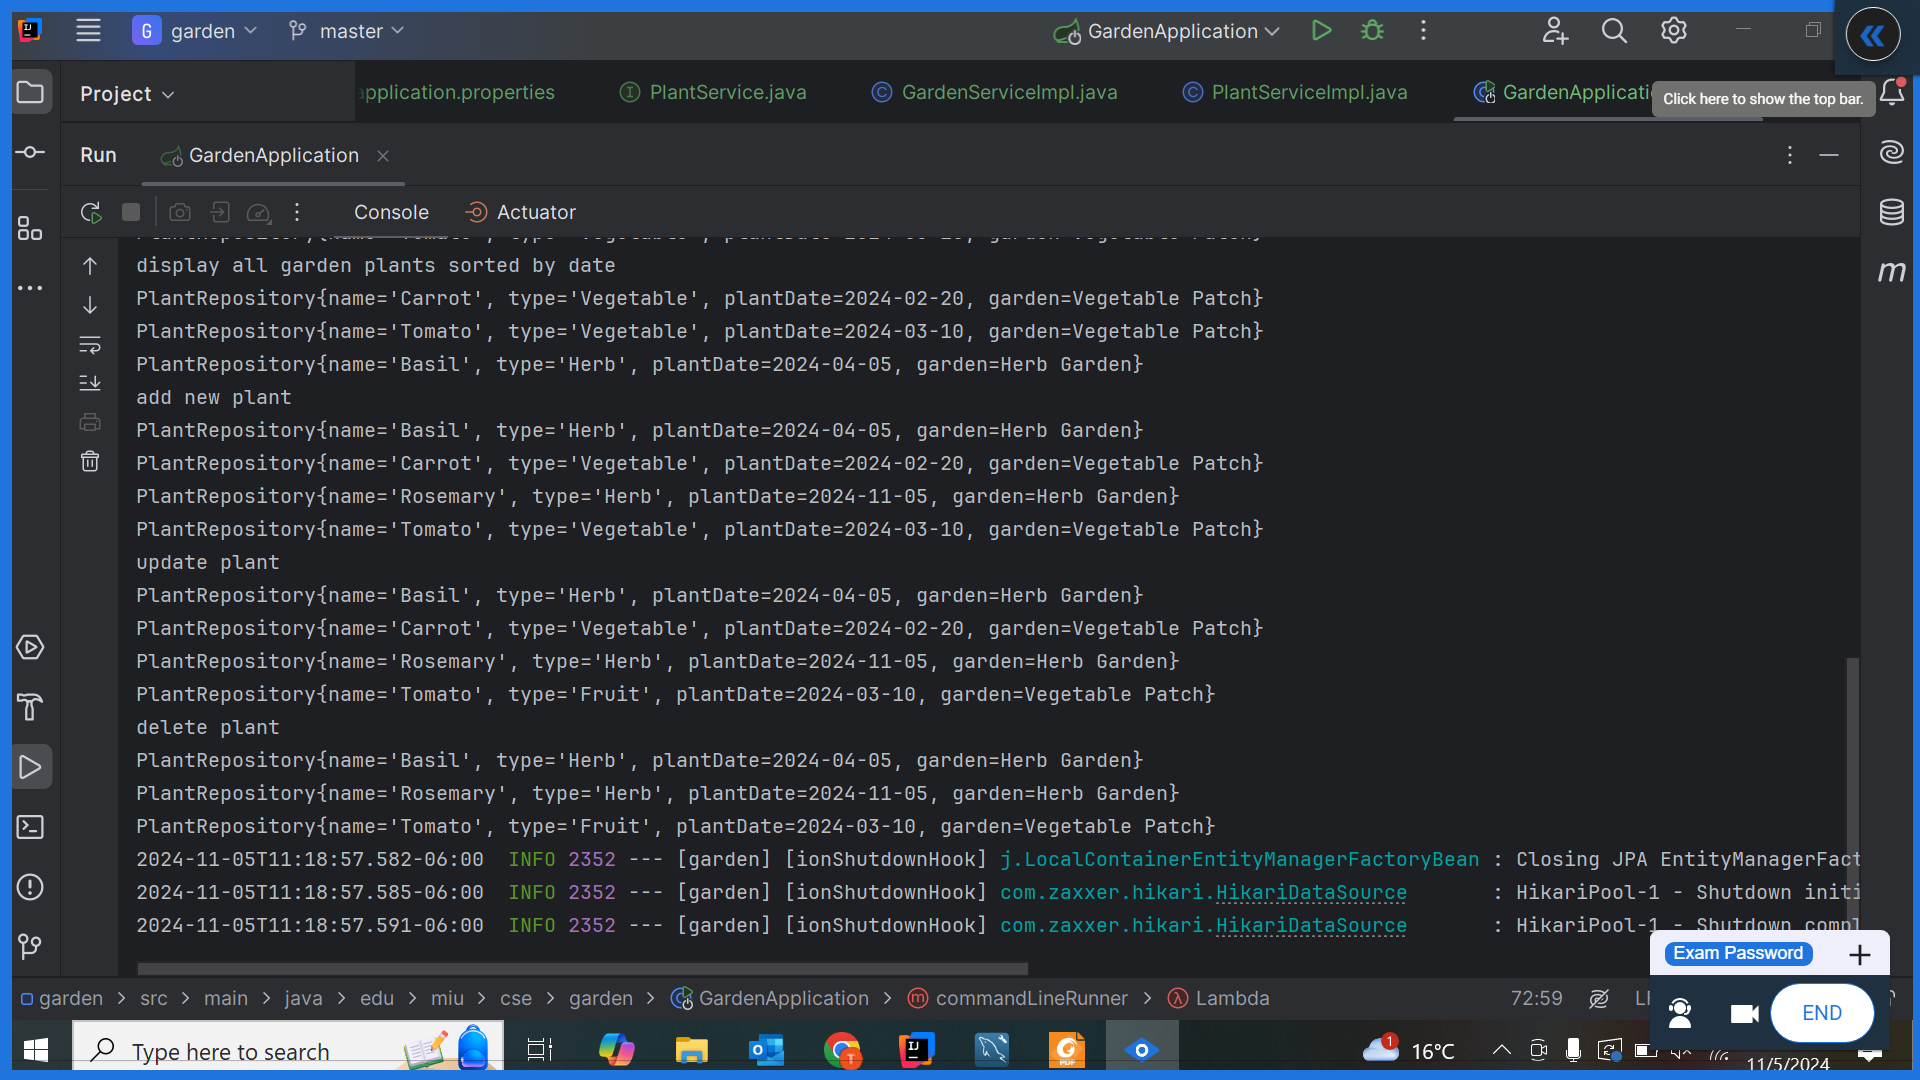 G garden master GardenApplication
Project application.properties PlantService.java GardenServiceImpl.java PlantServiceImpl.java GardenApplicati
Click here to show the top bar.
Run GardenApplication
Console Actuator
display all garden plants sorted by date
PlantRepository{name='Carrot', type='Vegetable', plantDate=2024-02-20, garden=Vegetable Patch}
PlantRepository{name='Tomato', type='Vegetable', plantDate=2024-03-10, garden=Vegetable Patch}
PlantRepository{name='Basil', type='Herb', plantDate=2024-04-05, garden=Herb Garden}
add new plant
PlantRepository{name='Basil', type='Herb', plantDate=2024-04-05, garden=Herb Garden}
PlantRepository{name='Carrot', type='Vegetable', plantDate=2024-02-20, garden=Vegetable Patch}
PlantRepository{name='Rosemary', type='Herb', plantDate=2024-11-05, garden=Herb Garden}
PlantRepository{name='Tomato', type='Vegetable', plantDate=2024-03-10, garden=Vegetable Patch}
update plant
PlantRepository{name='Basil', type='Herb', plantDate=2024-04-05, garden=Herb Garden}
PlantRepository{name='Carrot', type='Vegetable', plantDate=2024-02-20, garden=Vegetable Patch}
PlantRepository{name='Rosemary', type='Herb', plantDate=2024-11-05, garden=Herb Garden}
PlantRepository{name='Tomato', type='Fruit', plantDate=2024-03-10, garden=Vegetable Patch}
delete plant
PlantRepository{name='Basil', type='Herb', plantDate=2024-04-05, garden=Herb Garden}
PlantRepository{name='Rosemary', type='Herb', plantDate=2024-11-05, garden=Herb Garden}
PlantRepository{name='Tomato', type='Fruit', plantDate=2024-03-10, garden=Vegetable Patch}
2024-11-05T11:18:57.582-06:00 INFO 2352 --- [garden] [ionShutdownHook] j.LocalContainerEntityManagerFactoryBean : Closing JPA EntityManagerFact
2024-11-05T11:18:57.585-06:00 INFO 2352 --- [garden] [ionShutdownHook] com.zaxxer.hikari.HikariDataSource : HikariPool-1 - Shutdown initi
2024-11-05T11:18:57.591-06:00 INFO 2352 --- [garden] [ionShutdownHook] com.zaxxer.hikari.HikariDataSource : HikariPool-1 - Shutdown compl
Exam Password
garden > src > main > java > edu > miu > cse > garden > GardenApplication > commandLineRunner > Lambda 72:59
END
Type here to search 1 16°C
11/5/2024